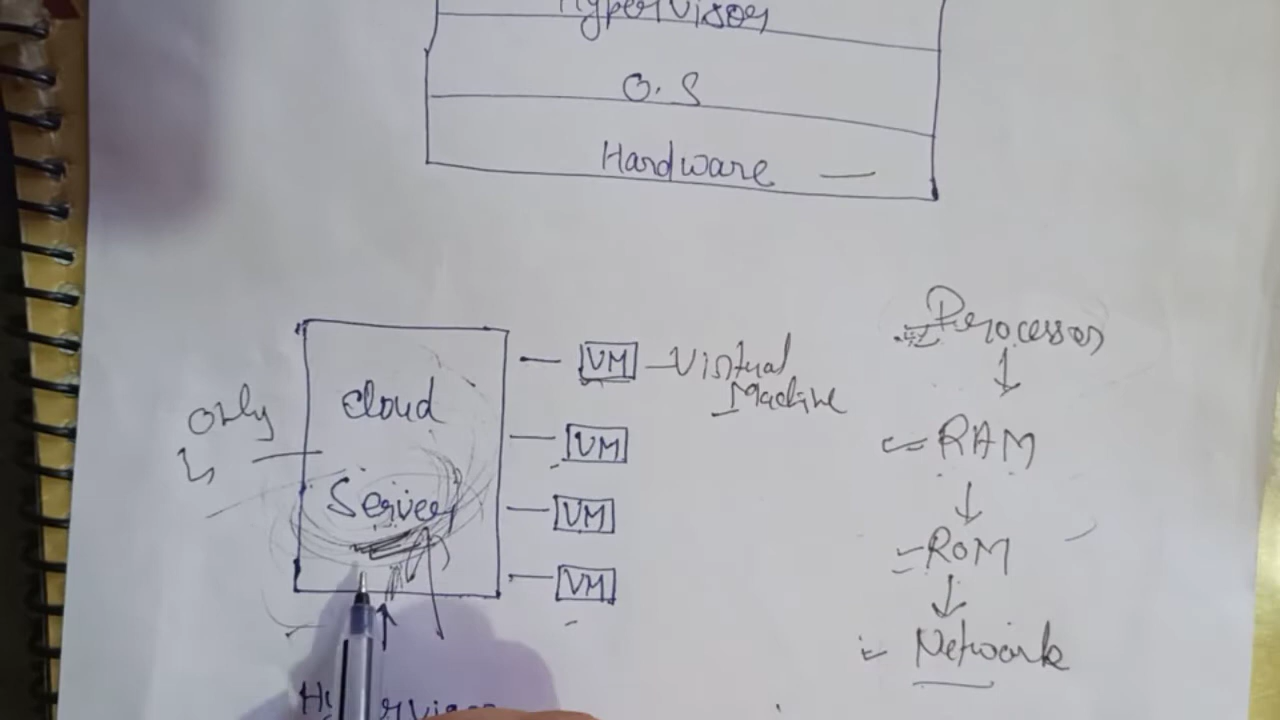 Hypervisor
O.S
Hardware
Cloud
Server
only
VM
Virtual
Machine
VM
VM
VM
Processor
RAM
ROM
Network